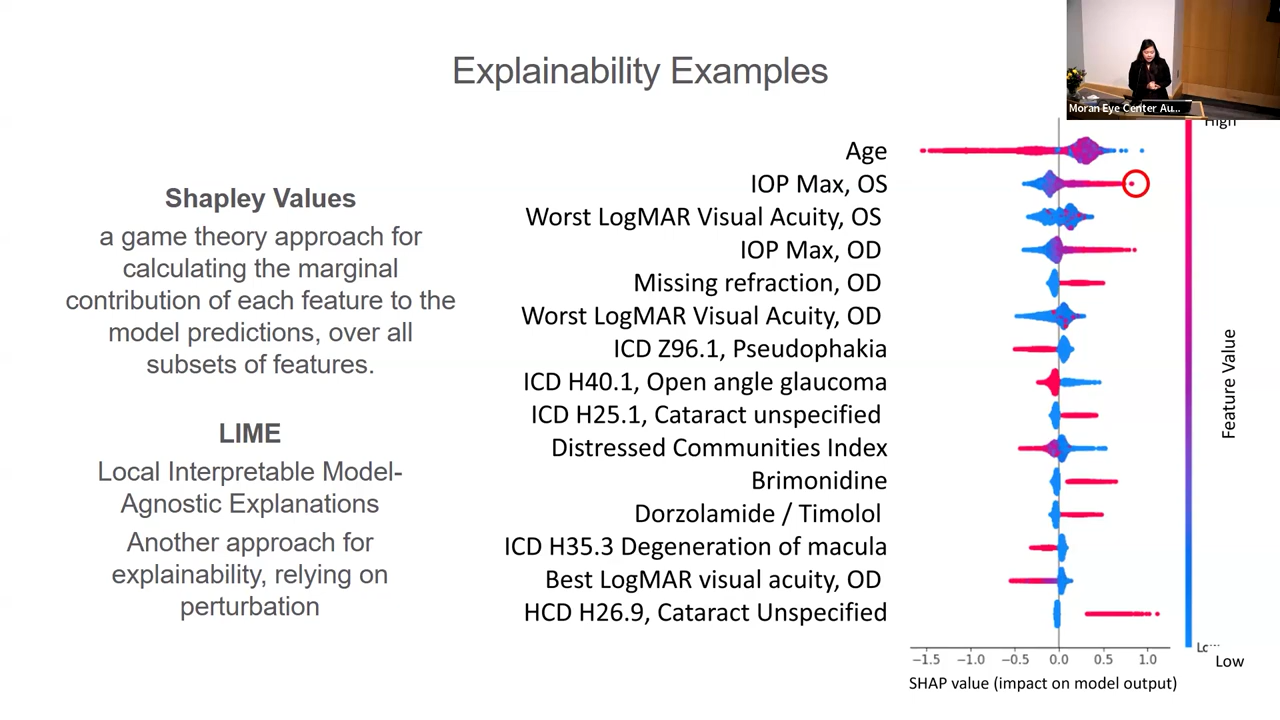 Explainability Examples
Moran Eye Center Au...
Shapley Values
a game theory approach for
calculating the marginal
contribution of each feature to the
model predictions, over all
subsets of features.
LIME
Local Interpretable Model-
Agnostic Explanations
Another approach for
explainability, relying on
perturbation
Age
IOP Max, OS
Worst LogMAR Visual Acuity, OS
IOP Max, OD
Missing refraction, OD
Worst LogMAR Visual Acuity, OD
ICD Z96.1, Pseudophakia
ICD H40.1, Open angle glaucoma
ICD H25.1, Cataract unspecified
Distressed Communities Index
Brimonidine
Dorzolamide / Timolol
ICD H35.3 Degeneration of macula
Best LogMAR visual acuity, OD
HCD H26.9, Cataract Unspecified
−1.5 −1.0 −0.5 0.0 0.5 1.0
SHAP value (impact on model output)
High
Feature Value
Low